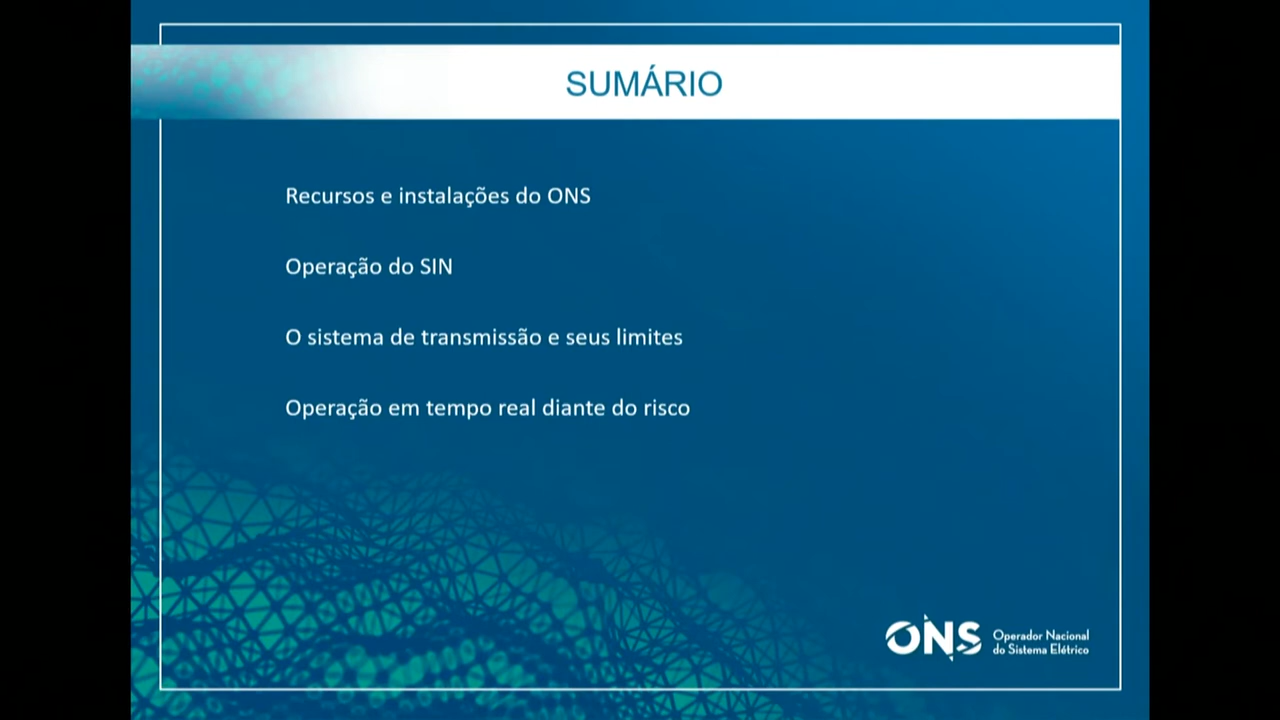 SUMÁRIO
Recursos e instalações do ONS
Operação do SIN
O sistema de transmissão e seus limites
Operação em tempo real diante do risco
ONS
Operador Nacional
do Sistema Elétrico